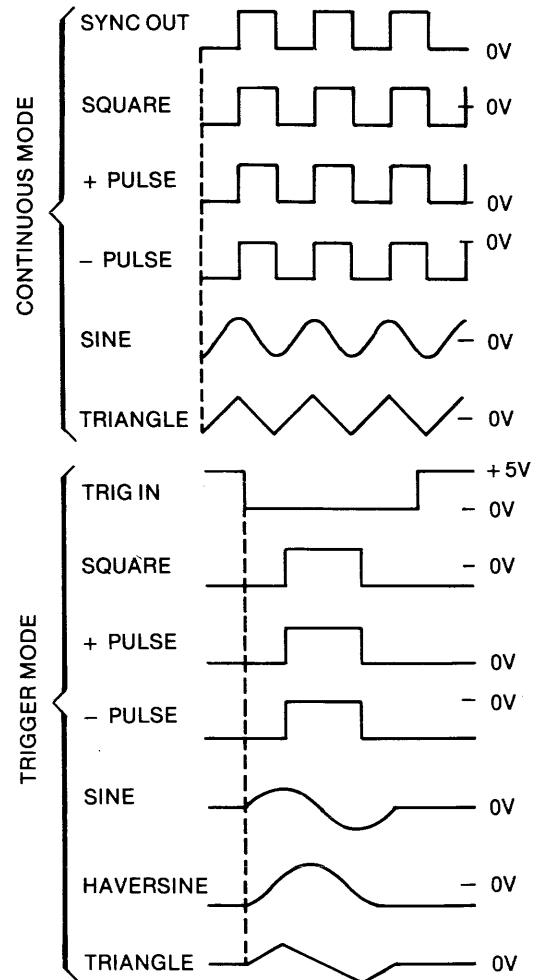 CONTINUOUS MODE
SYNC OUT 0V
SQUARE 0V
+ PULSE 0V
− PULSE 0V
SINE 0V
TRIANGLE 0V
TRIGGER MODE
TRIG IN +5V
0V
SQUARE 0V
+ PULSE 0V
− PULSE 0V
SINE 0V
HAVERSINE 0V
TRIANGLE 0V